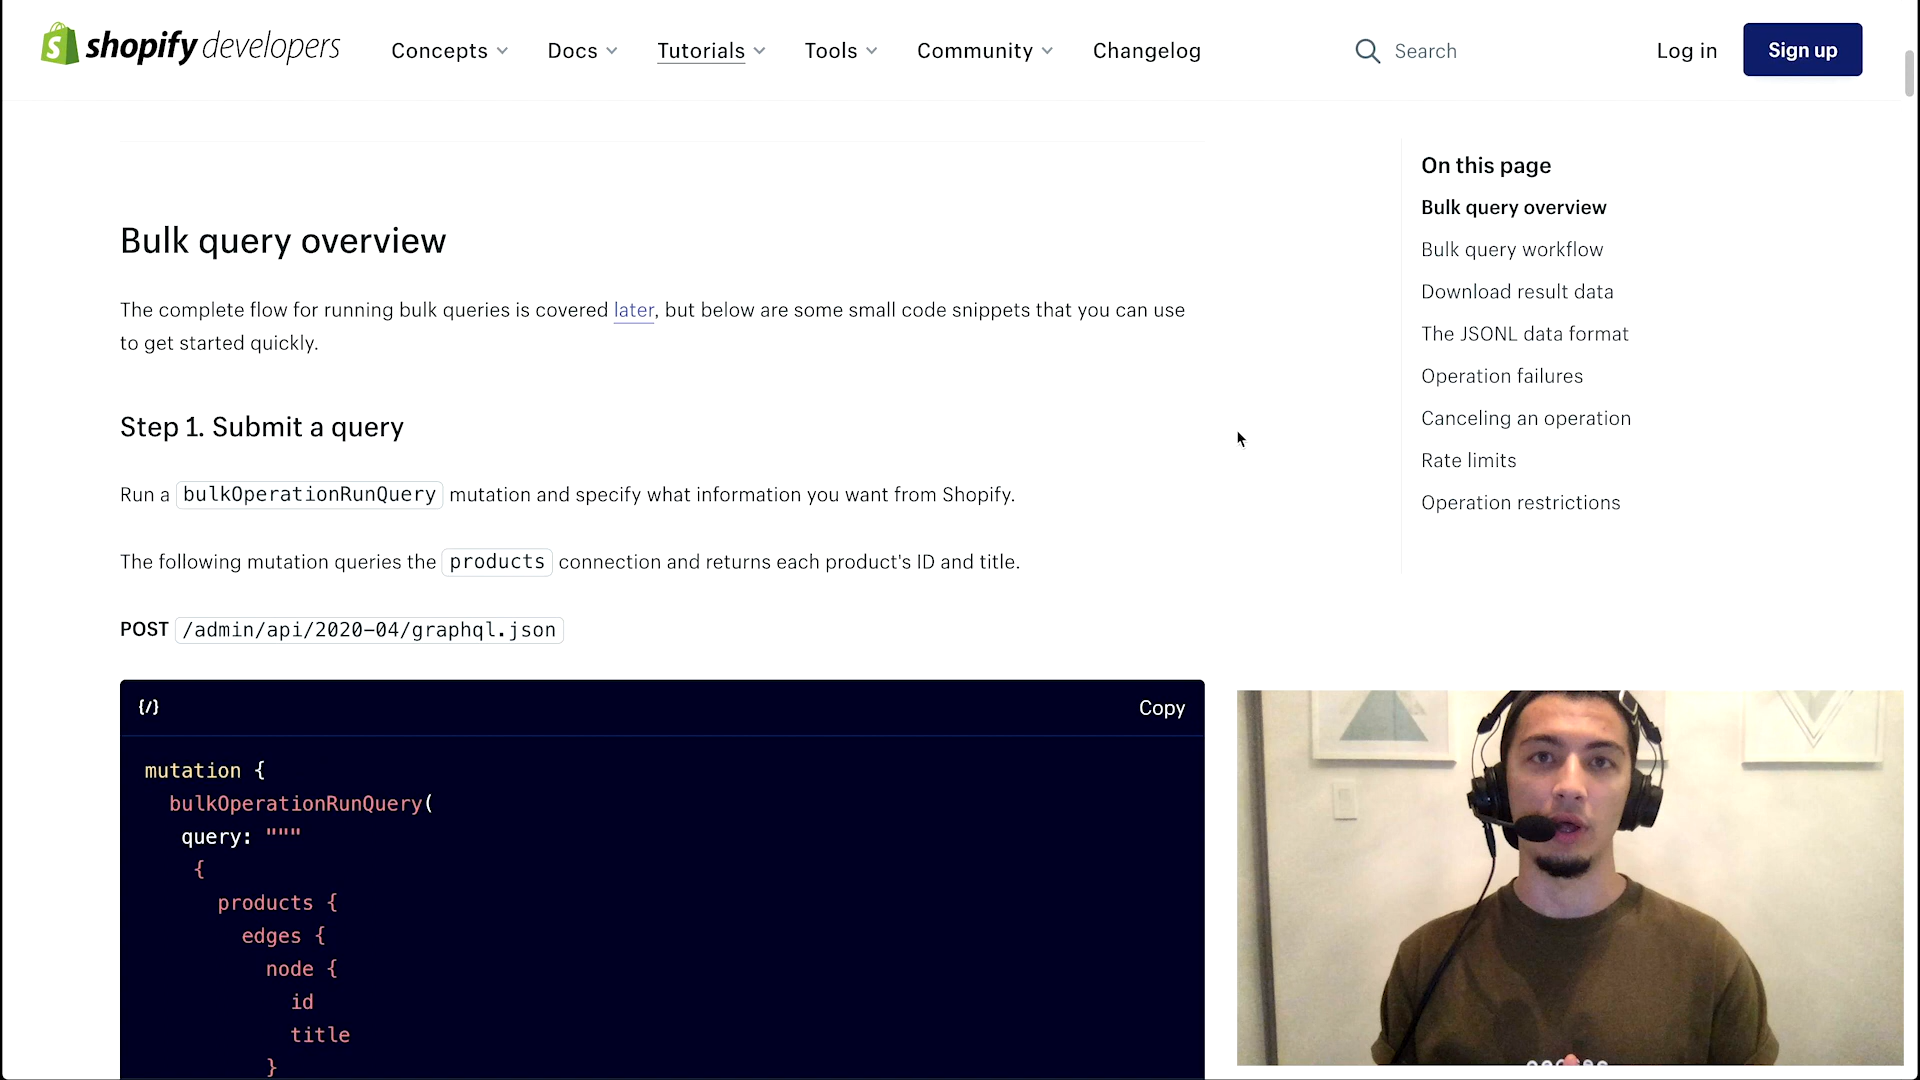 shopify developers
Concepts
Docs
Tutorials
Tools
Community
Changelog
Search
Log in
Sign up
Bulk query overview
The complete flow for running bulk queries is covered later, but below are some small code snippets that you can use
to get started quickly.
Step 1. Submit a query
Run a bulkOperationRunQuery mutation and specify what information you want from Shopify.
The following mutation queries the products connection and returns each product's ID and title.
POST /admin/api/2020-04/graphql.json
{/}
Copy
mutation {
bulkOperationRunQuery(
query: """
{
products {
edges {
node {
id
title
}
On this page
Bulk query overview
Bulk query workflow
Download result data
The JSONL data format
Operation failures
Canceling an operation
Rate limits
Operation restrictions